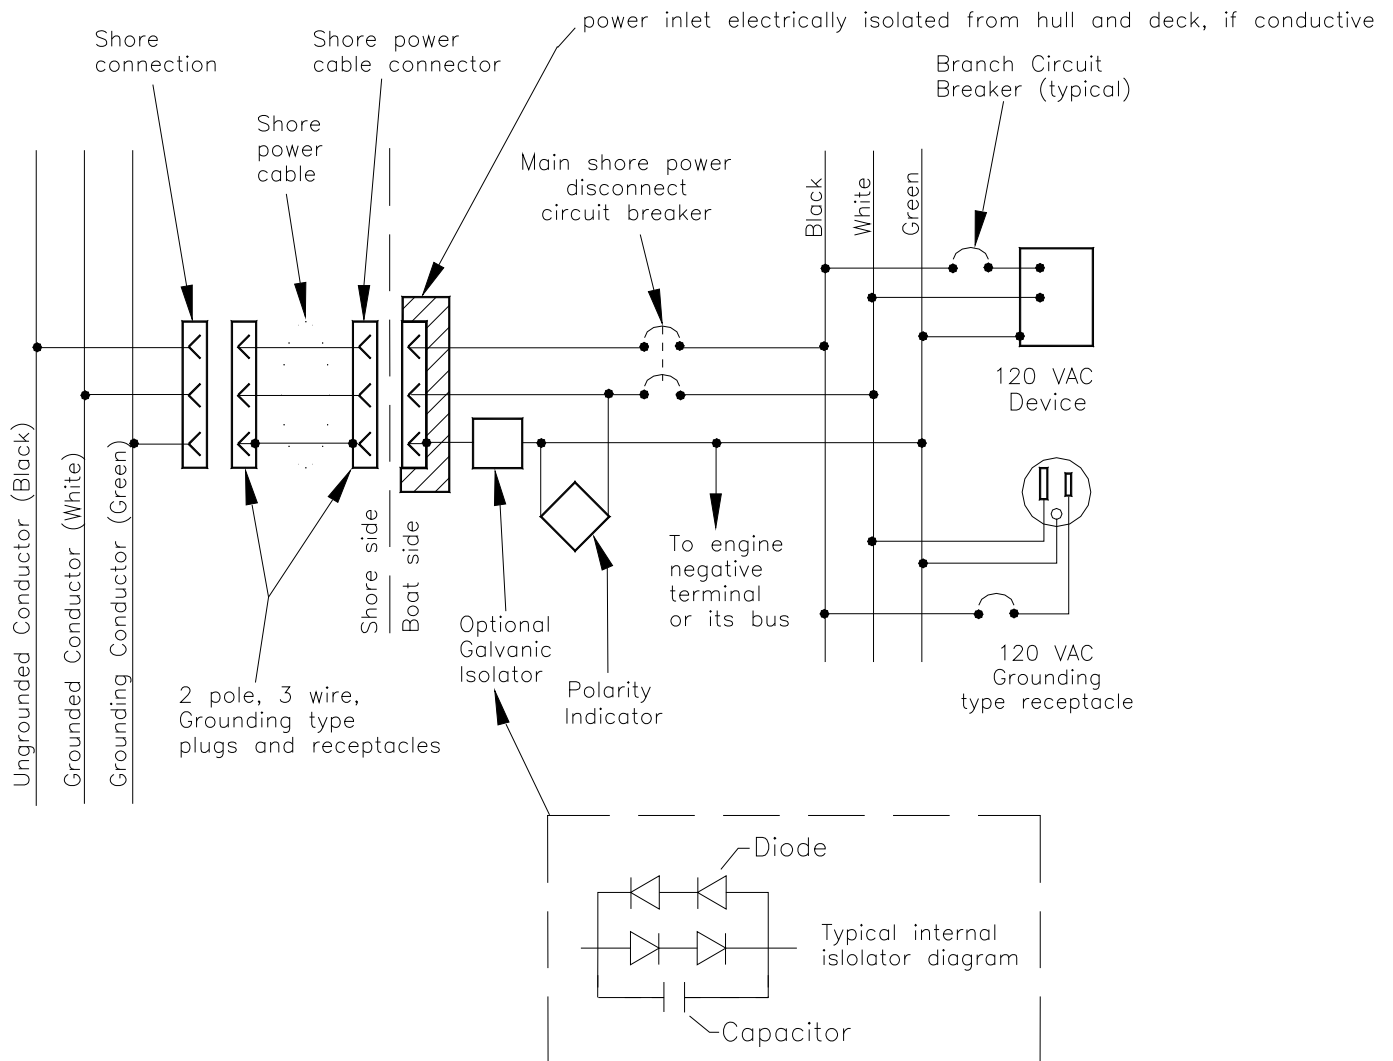 power inlet electrically isolated from hull and deck, if conductive
Shore
connection
Shore power
cable connector
Branch Circuit
Breaker (typical)
Shore
power
cable
Main shore power
disconnect
circuit breaker
Black
White
Green
120 VAC
Device
Ungrounded Conductor (Black)
Grounded Conductor (White)
Grounding Conductor (Green)
Shore side
Boat side
To engine
negative
terminal
or its bus
Optional
Galvanic
Isolator
Polarity
Indicator
120 VAC
Grounding
type receptacle
2 pole, 3 wire,
Grounding type
plugs and receptacles
Diode
Typical internal
islolator diagram
Capacitor